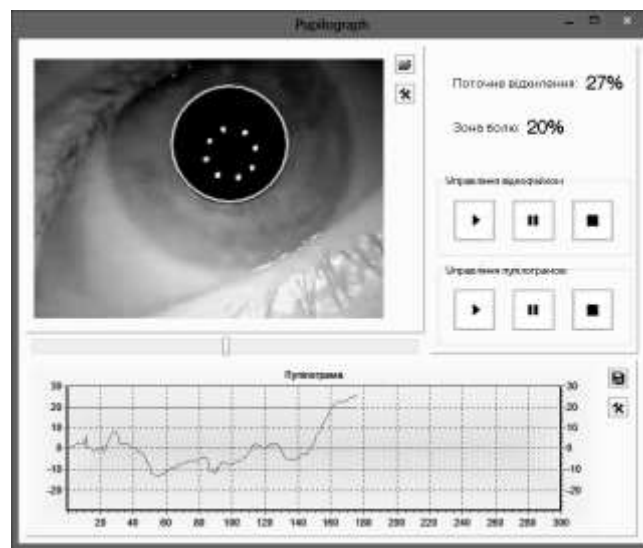 Pupilograph
Поточне відхилення: 27%
Зона болю: 20%
Управління відеофайлом
Управління пупілограмою
Пупілограма
30 30
20 20
10 10
0 0
-10 -10
-20 -20
20 40 60 80 100 120 140 160 180 200 220 240 260 280 300